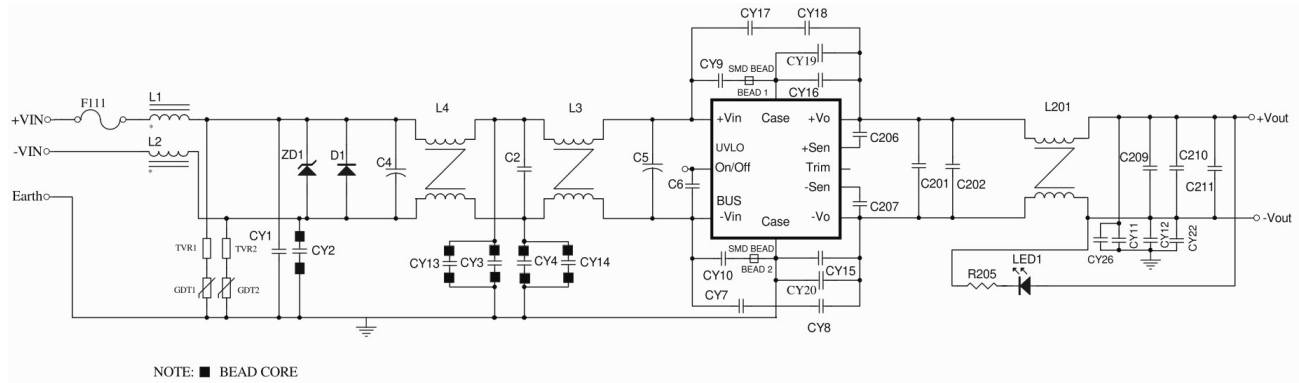 CY17 CY18
CY19
CY9 SMD BEAD
BEAD 1 CY16
F111 L1 L4 L3 L201
+VIN +Vin Case +Vo +Vout
C206
UVLO +Sen
-VIN L2 ZD1 D1 C4 C2 C5 On/Off Trim C201 C202 C209 C210 C211
C6
-Sen
Earth BUS
C207
-Vin Case -Vo -Vout
TVR1 TVR2 CY1 CY2
CY13 CY3 CY4 CY14
SMD BEAD
CY10 BEAD 2 CY15
CY26 CY11 CY12 CY22
GDT1 GDT2
CY20
CY7
CY8
R205 LED1
NOTE: ■ BEAD CORE